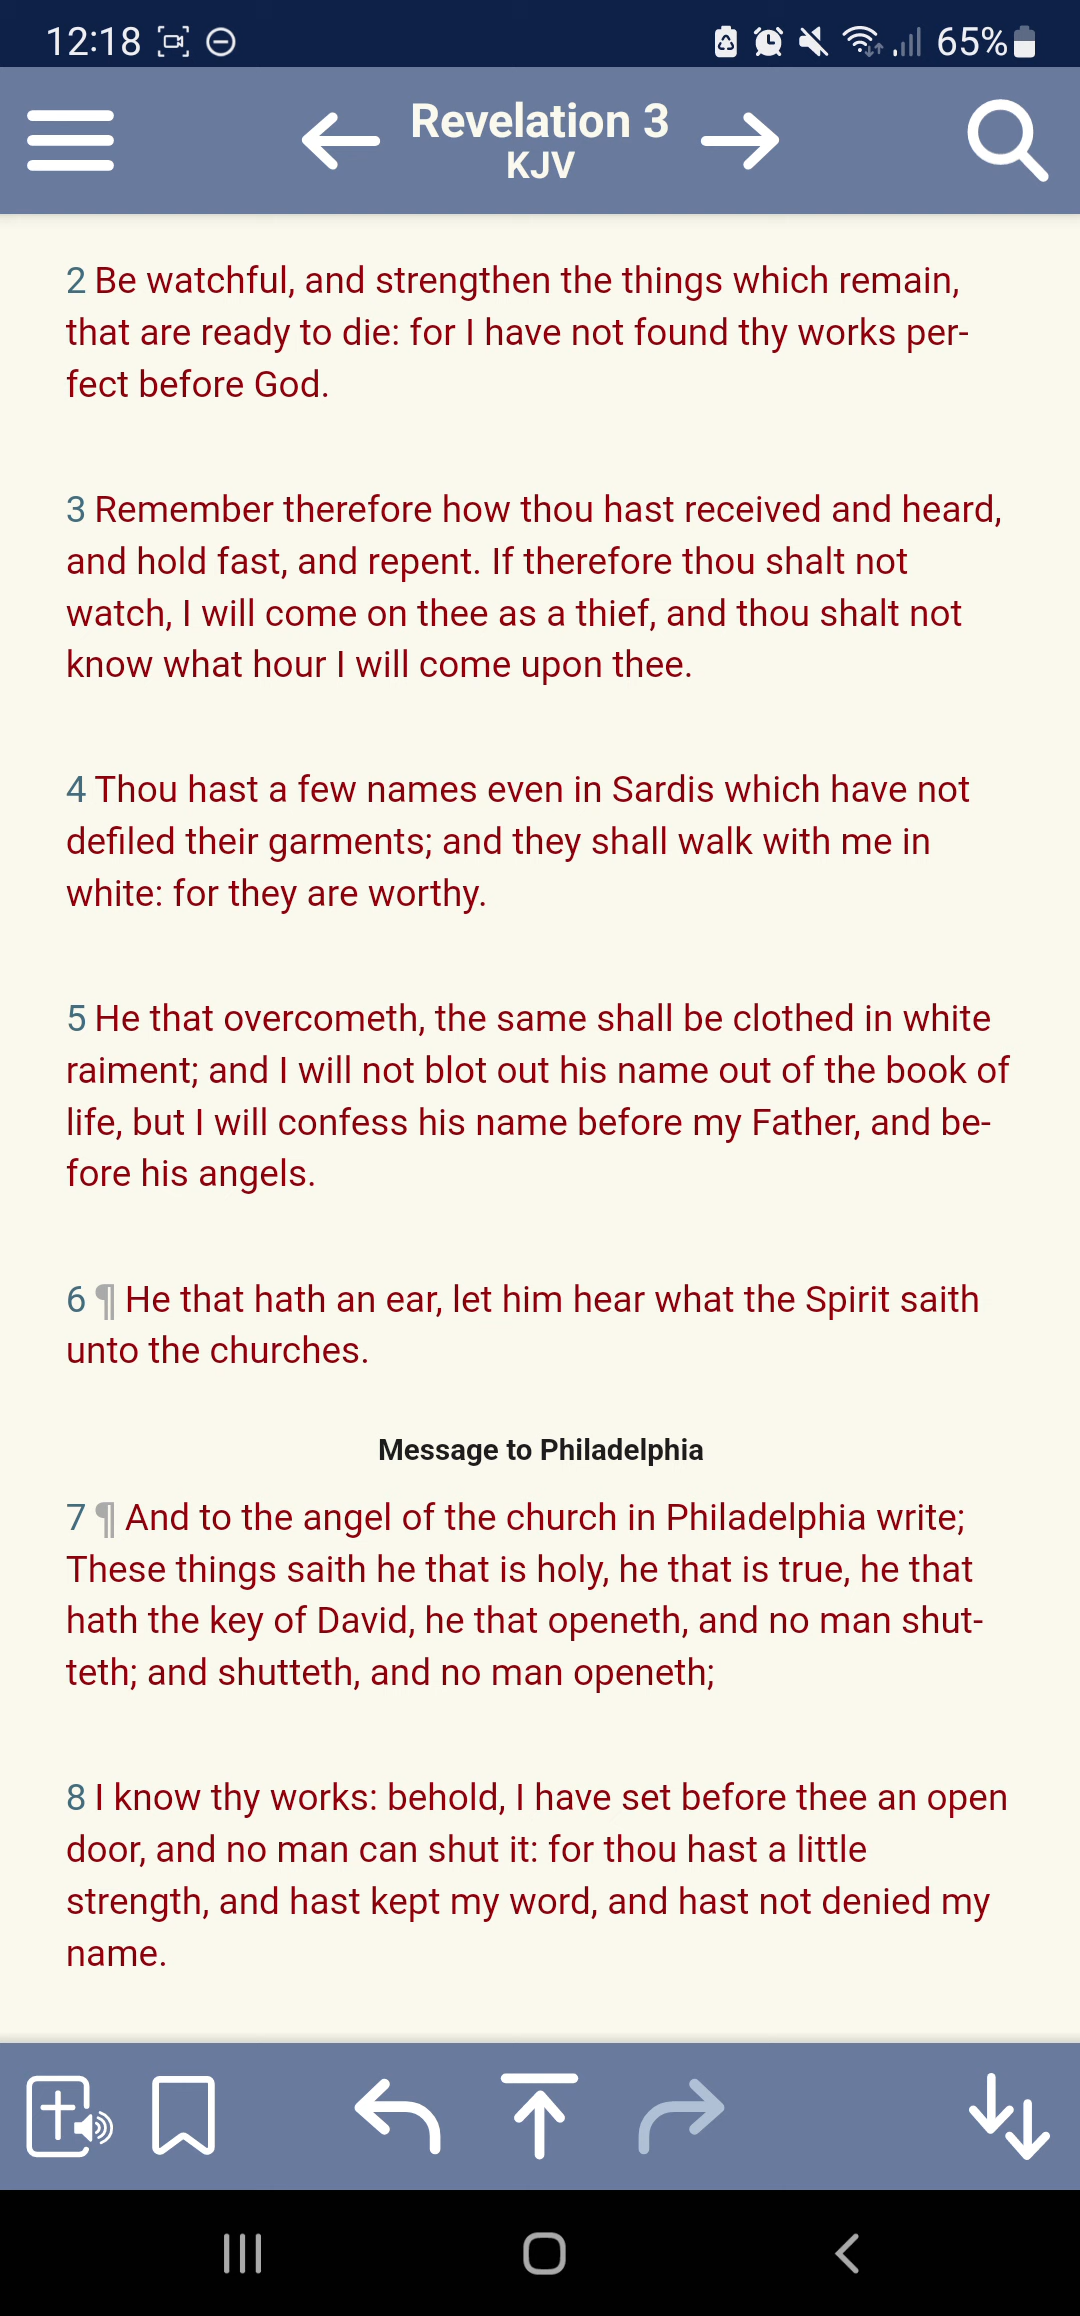 12:18
65%
Revelation 3
KJV
2 Be watchful, and strengthen the things which remain,
that are ready to die: for I have not found thy works per-
fect before God.
3 Remember therefore how thou hast received and heard,
and hold fast, and repent. If therefore thou shalt not
watch, I will come on thee as a thief, and thou shalt not
know what hour I will come upon thee.
4 Thou hast a few names even in Sardis which have not
defiled their garments; and they shall walk with me in
white: for they are worthy.
5 He that overcometh, the same shall be clothed in white
raiment; and I will not blot out his name out of the book of
life, but I will confess his name before my Father, and be-
fore his angels.
6 ¶ He that hath an ear, let him hear what the Spirit saith
unto the churches.
Message to Philadelphia
7 ¶ And to the angel of the church in Philadelphia write;
These things saith he that is holy, he that is true, he that
hath the key of David, he that openeth, and no man shut-
teth; and shutteth, and no man openeth;
8 I know thy works: behold, I have set before thee an open
door, and no man can shut it: for thou hast a little
strength, and hast kept my word, and hast not denied my
name.